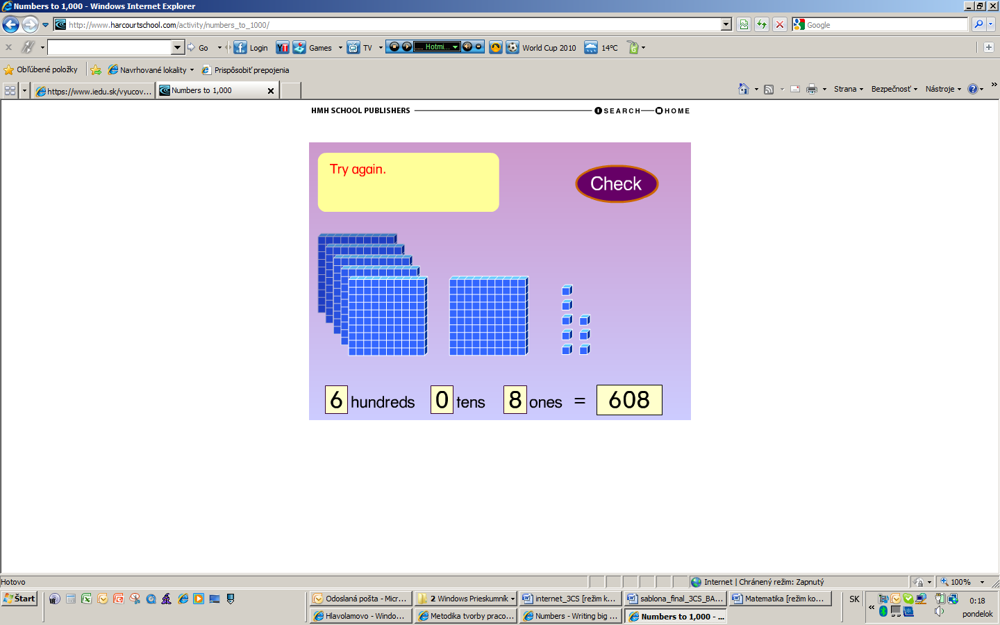 Numbers to 1,000 - Windows Internet Explorer
http://www.harcourtschool.com/activity/numbers_to_1000/
Google
Go
Login
Games
TV
Hotmi...
World Cup 2010
14°C
Obľúbené položky
Navrhované lokality
Prispôsobiť prepojenia
https://www.iedu.sk/vyucov...
Numbers to 1,000
Strana
Bezpečnosť
Nástroje
HMH SCHOOL PUBLISHERS
SEARCH
HOME
Try again.
Check
6 hundreds 0 tens 8 ones = 608
Hotovo
Internet | Chránený režim: Zapnutý
100%
Štart
Odoslaná pošta - Micr...
2 Windows Prieskumník
internet_3CS [režim k...
sablona_final_3CS_BA...
Matematika [režim ko...
SK
0:18
Hlavolamovo - Windo...
Metodika tvorby praco...
Numbers - Writing big ...
Numbers to 1,000 - ...
pondelok